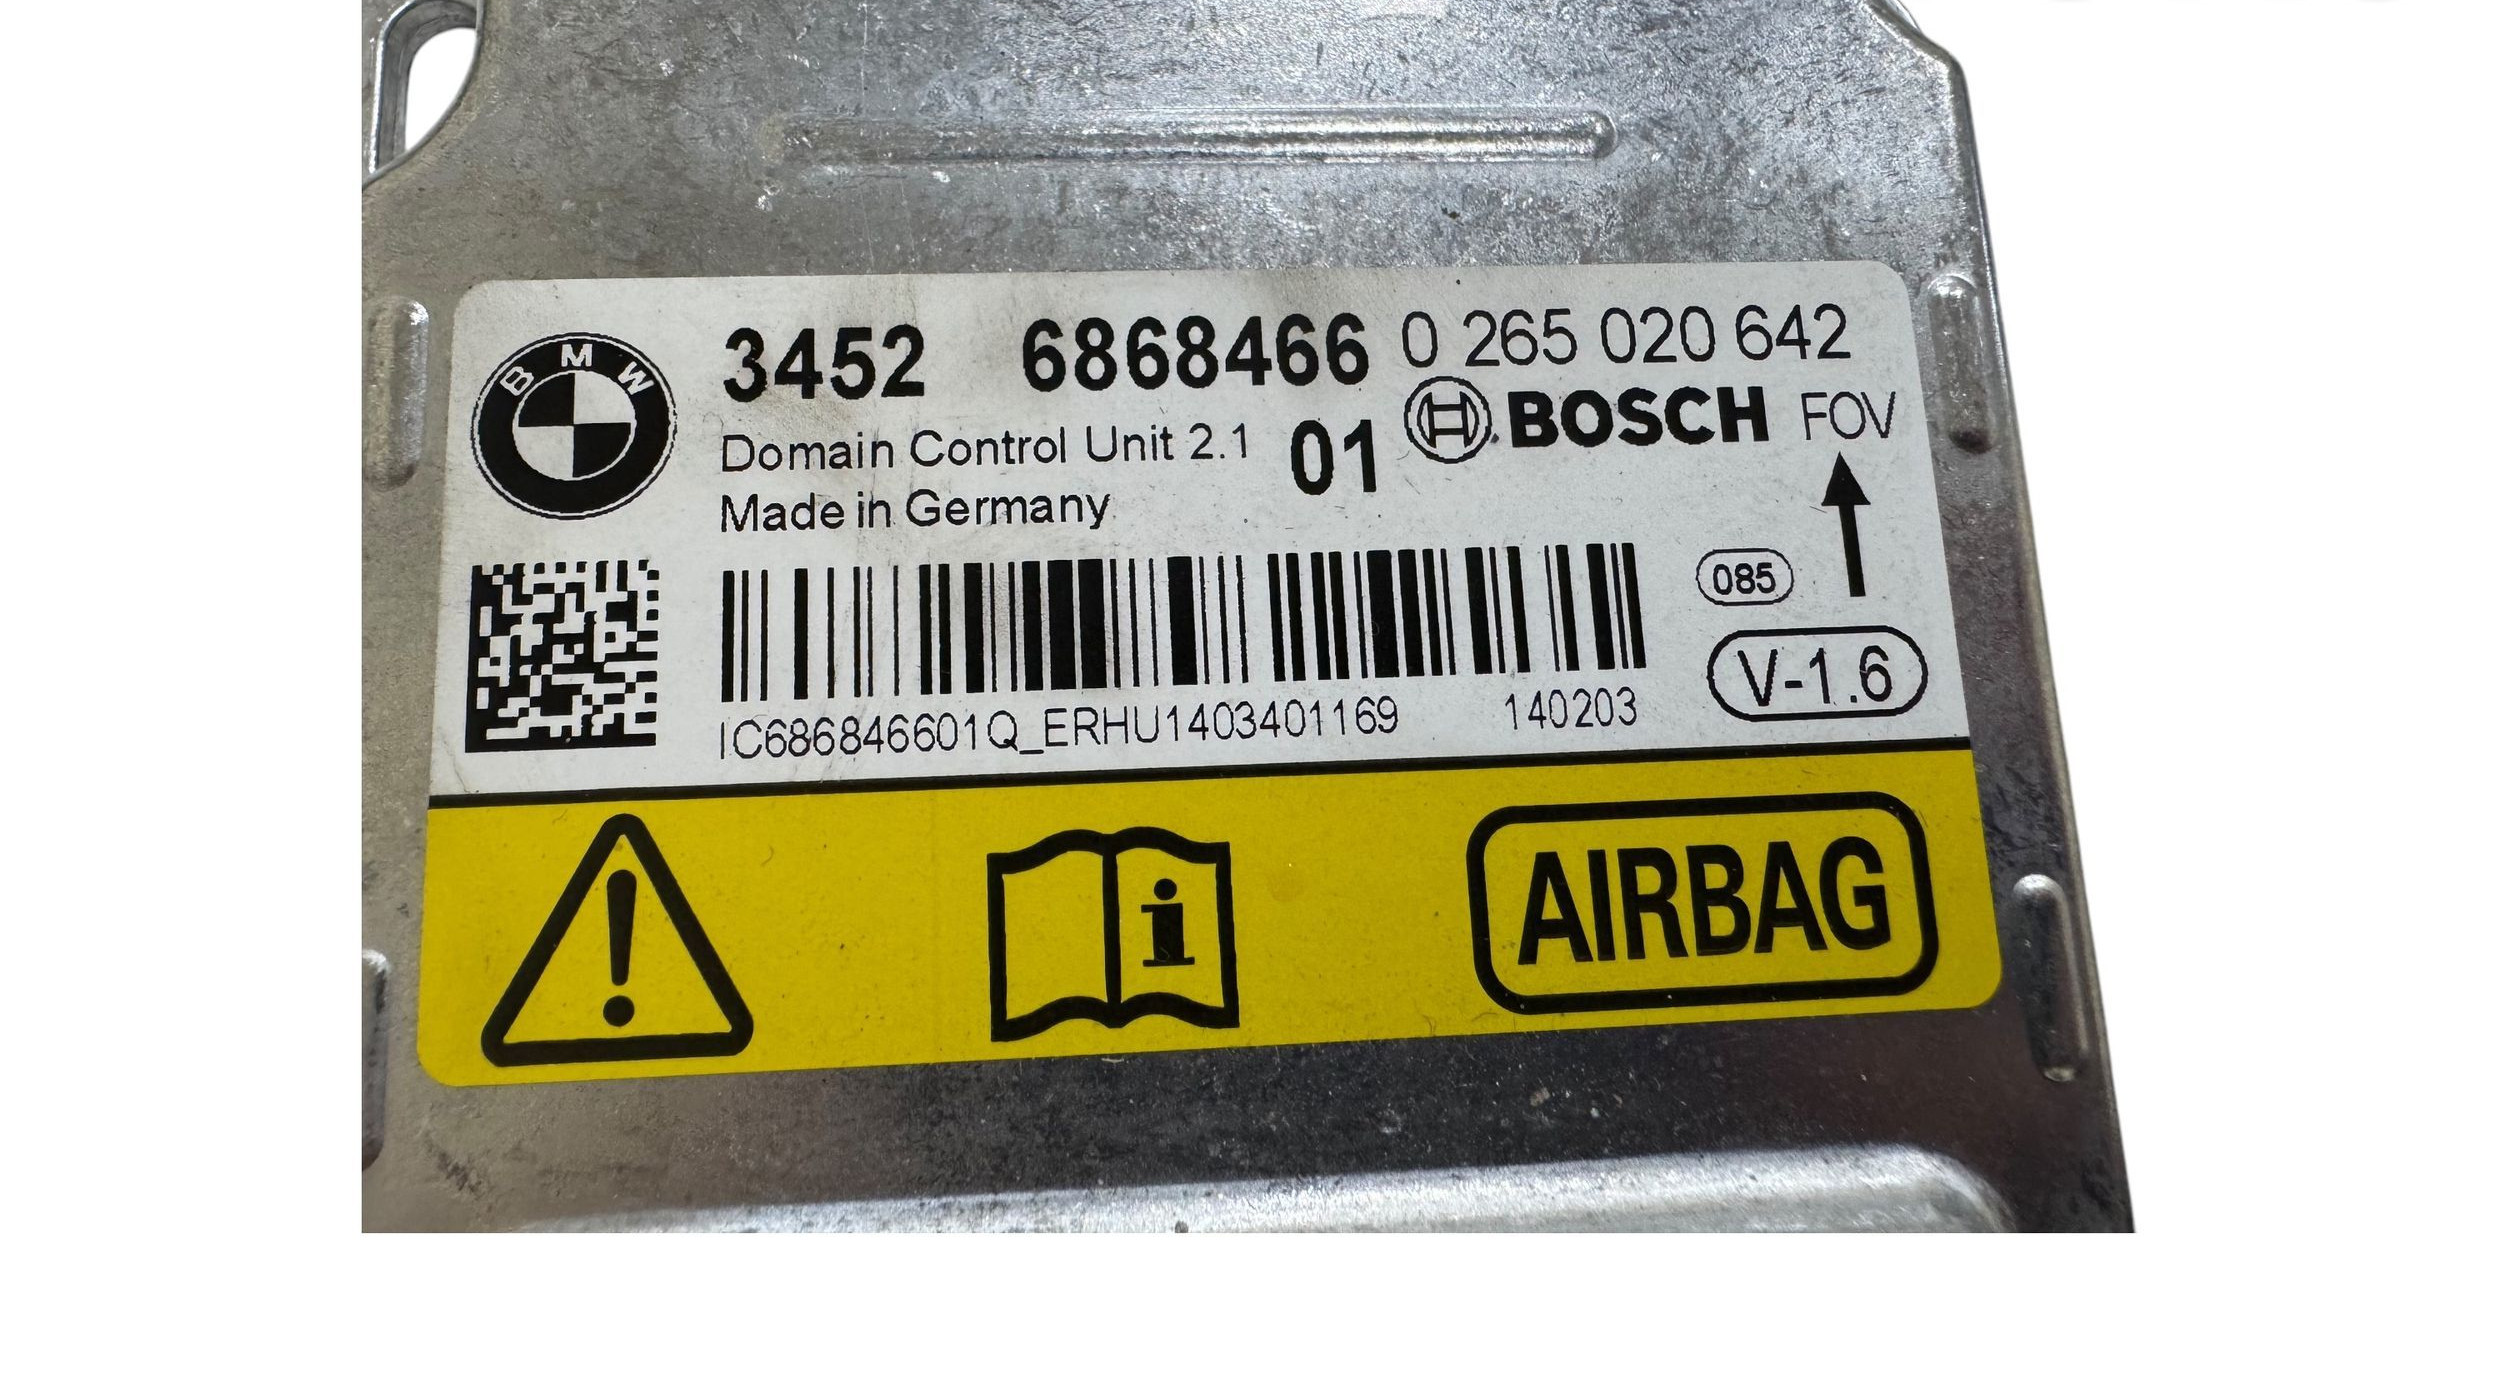 BMW
3452 6868466 0 265 020 642
Domain Control Unit 2.1 01 BOSCH FOV
Made in Germany
085
V-1.6
IC686846601Q_ERHU1403401169 140203
i
AIRBAG